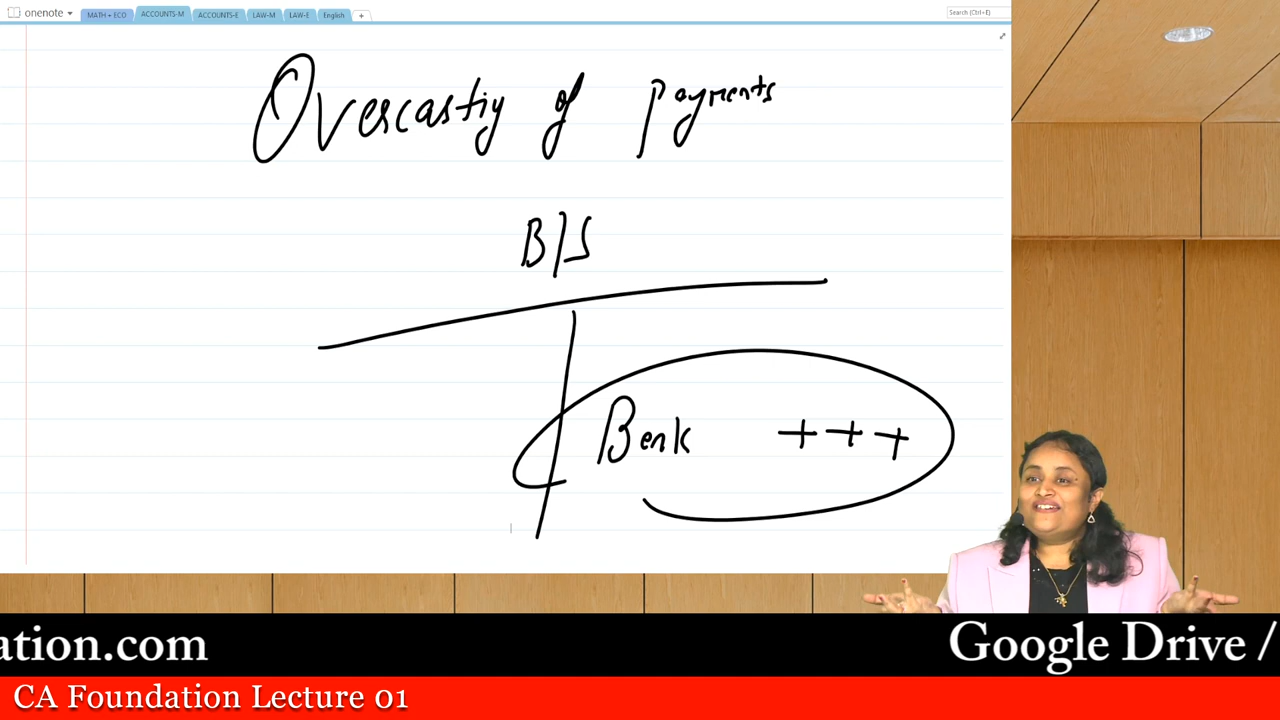 onenote
MATH + ECO
ACCOUNTS-M
ACCOUNTS-E
LAW-M
LAW-E
English
+
Search (Ctrl+E)
Overcasting of payments
B/S
Bank +++
ation.com
Google Drive /
CA Foundation Lecture 01